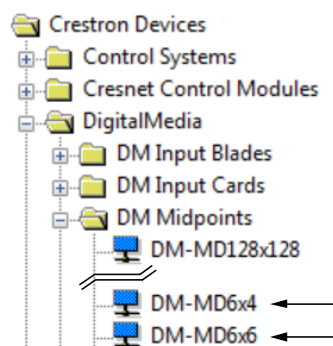 Crestron Devices
Control Systems
Cresnet Control Modules
DigitalMedia
DM Input Blades
DM Input Cards
DM Midpoints
DM-MD128x128
DM-MD6x4
DM-MD6x6